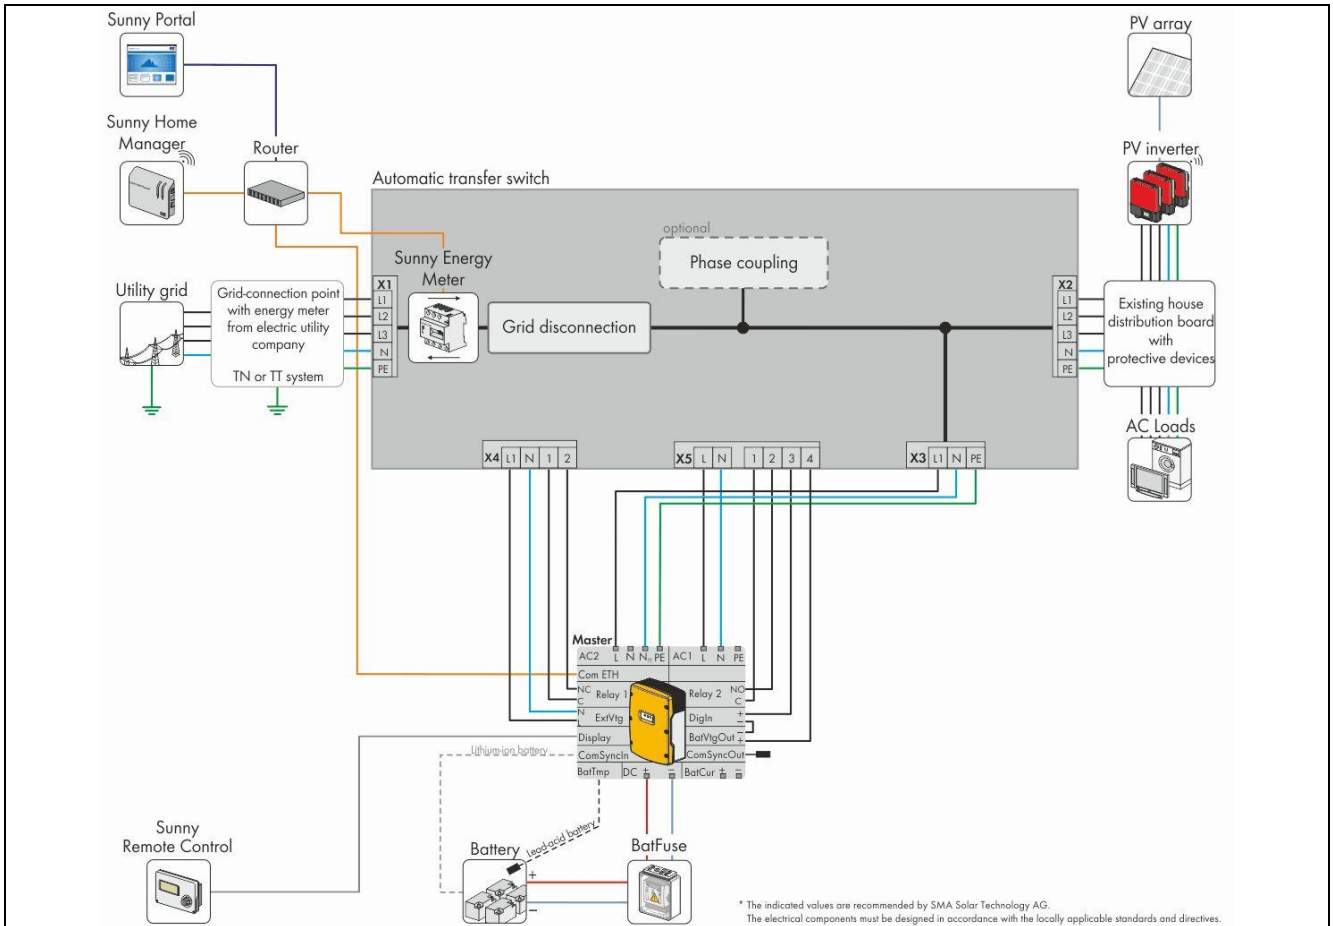 Sunny Portal
PV array
Sunny Home
Manager
Router
PV inverter
Automatic transfer switch
optional
Phase coupling
Sunny Energy
Meter
Utility grid
Grid-connection point
with energy meter
from electric utility
company
TN or TT system
X1
L1
L2
L3
N
PE
Grid disconnection
X2
L1
L2
L3
N
PE
Existing house
distribution board
with
protective devices
AC Loads
X4 L1 N 1 2
X5 L N 1 2 3 4
X3 L1 N PE
Master
AC2 L N NTT PE AC1 L N PE
Com ETH
NC Relay 1 Relay 2 NO
C C
N ExtVtg DigIn +
L −
Display BatVtgOut +
Lithium-ion battery ComSyncIn ComSyncOut
BatTmp DC + − BatCur + −
Lead-acid battery
Sunny
Remote Control
Battery
+
−
BatFuse
* The indicated values are recommended by SMA Solar Technology AG.
The electrical components must be designed in accordance with the locally applicable standards and directives.